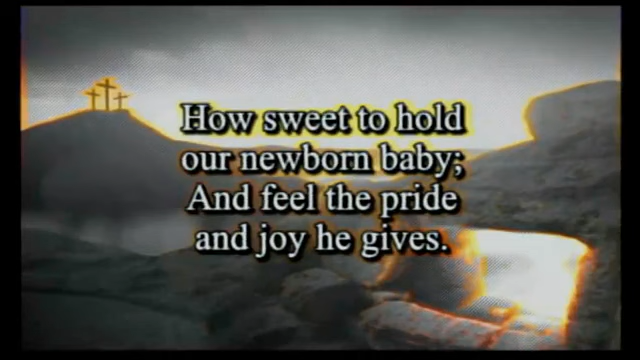 How sweet to hold
our newborn baby;
And feel the pride
and joy he gives.